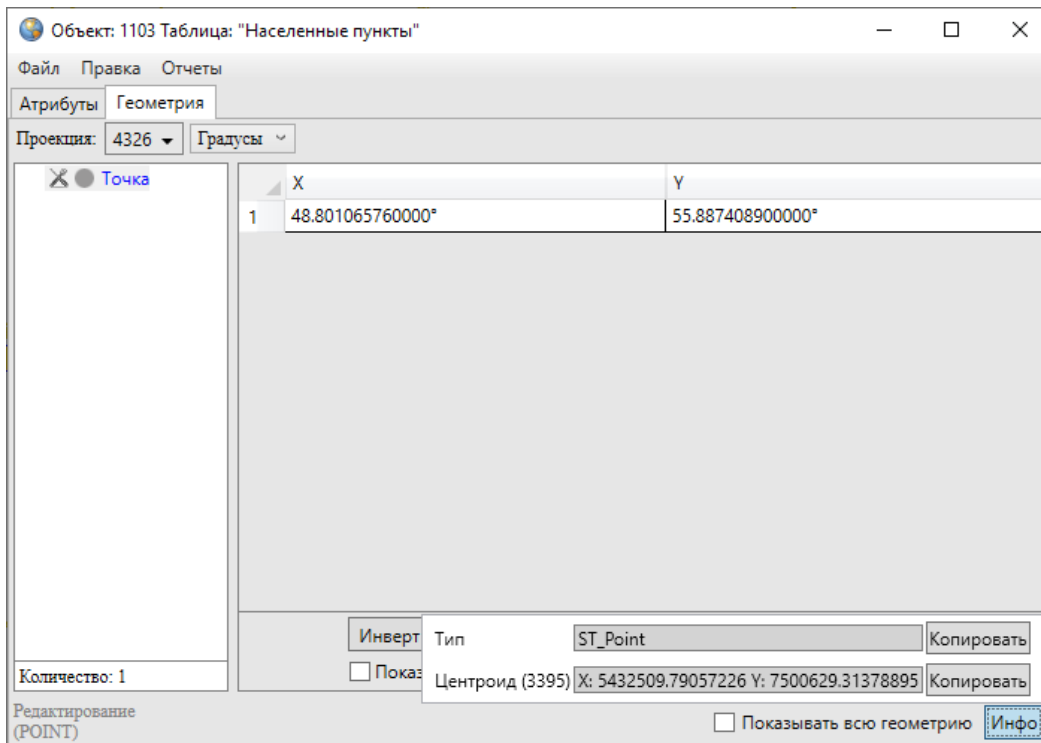 Объект: 1103 Таблица: "Населенные пункты"
Файл Правка Отчеты
Атрибуты Геометрия
Проекция: 4326 Градусы
Точка
X Y
1 48.801065760000° 55.887408900000°
Инверт
Тип ST_Point Копировать
Показ
Центроид (3395) X: 5432509.79057226 Y: 7500629.31378895 Копировать
Количество: 1
Редактирование
(POINT)
Показывать всю геометрию Инфо